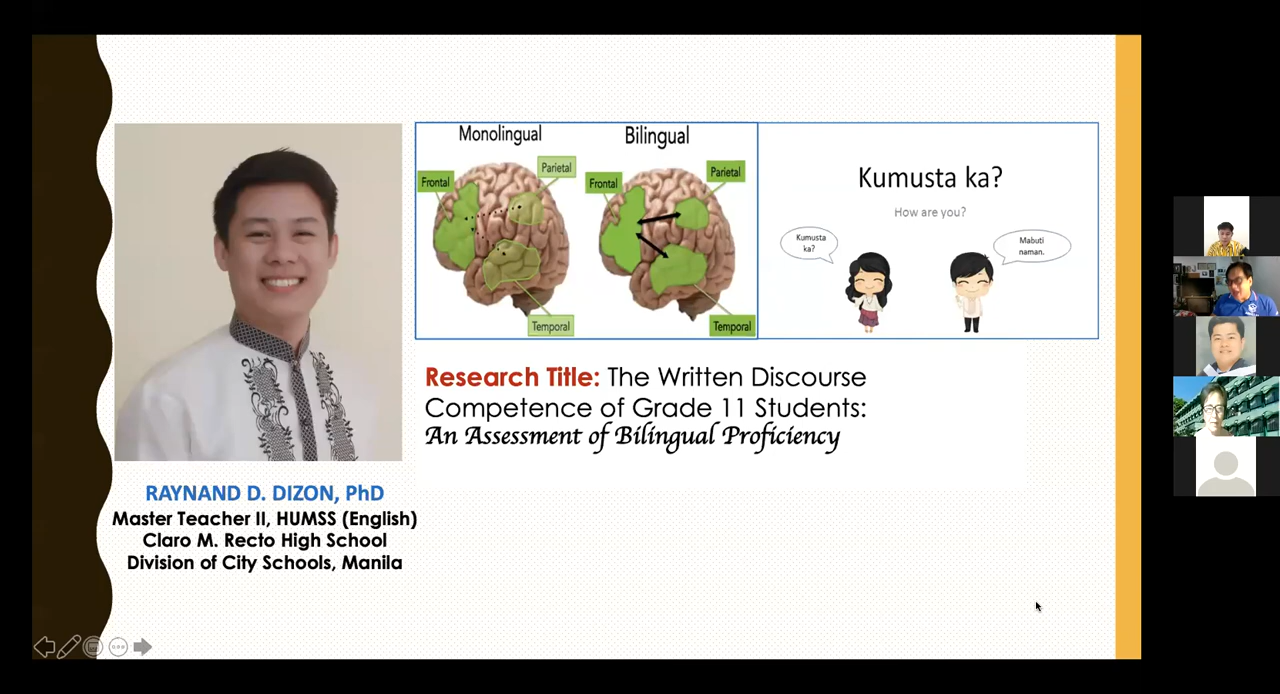 Monolingual
Bilingual
Frontal
Parietal
Temporal
Frontal
Parietal
Temporal
Kumusta ka?
How are you?
Kumusta
ka?
Mabuti
naman.
Research Title: The Written Discourse
Competence of Grade 11 Students:
An Assessment of Bilingual Proficiency
RAYNAND D. DIZON, PhD
Master Teacher II, HUMSS (English)
Claro M. Recto High School
Division of City Schools, Manila